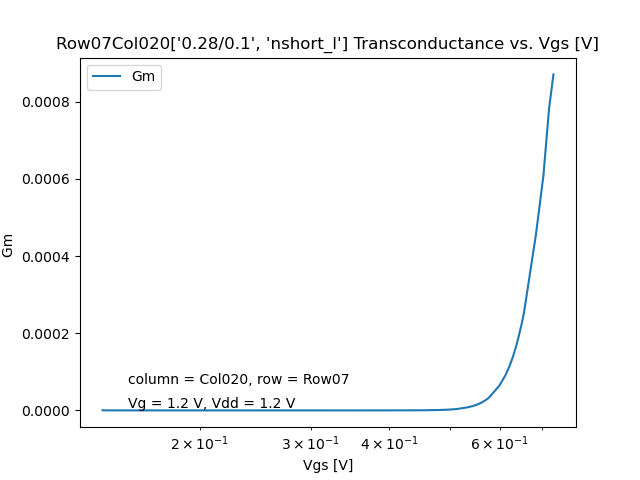 Row07Col020['0.28/0.1', 'nshort_l'] Transconductance vs. Vgs [V]
Gm
0.0008
0.0006
0.0004
0.0002
0.0000
Gm
column = Col020, row = Row07
Vg = 1.2 V, Vdd = 1.2 V
2 × 10⁻¹ 3 × 10⁻¹ 4 × 10⁻¹ 6 × 10⁻¹
Vgs [V]